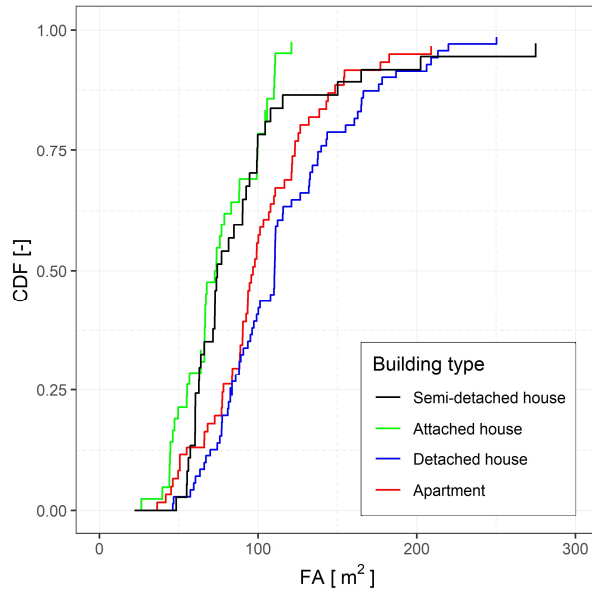 1.00
0.75
0.50
0.25
0.00
CDF [-]
Building type
Semi-detached house
Attached house
Detached house
Apartment
0 100 200 300
FA [ m² ]